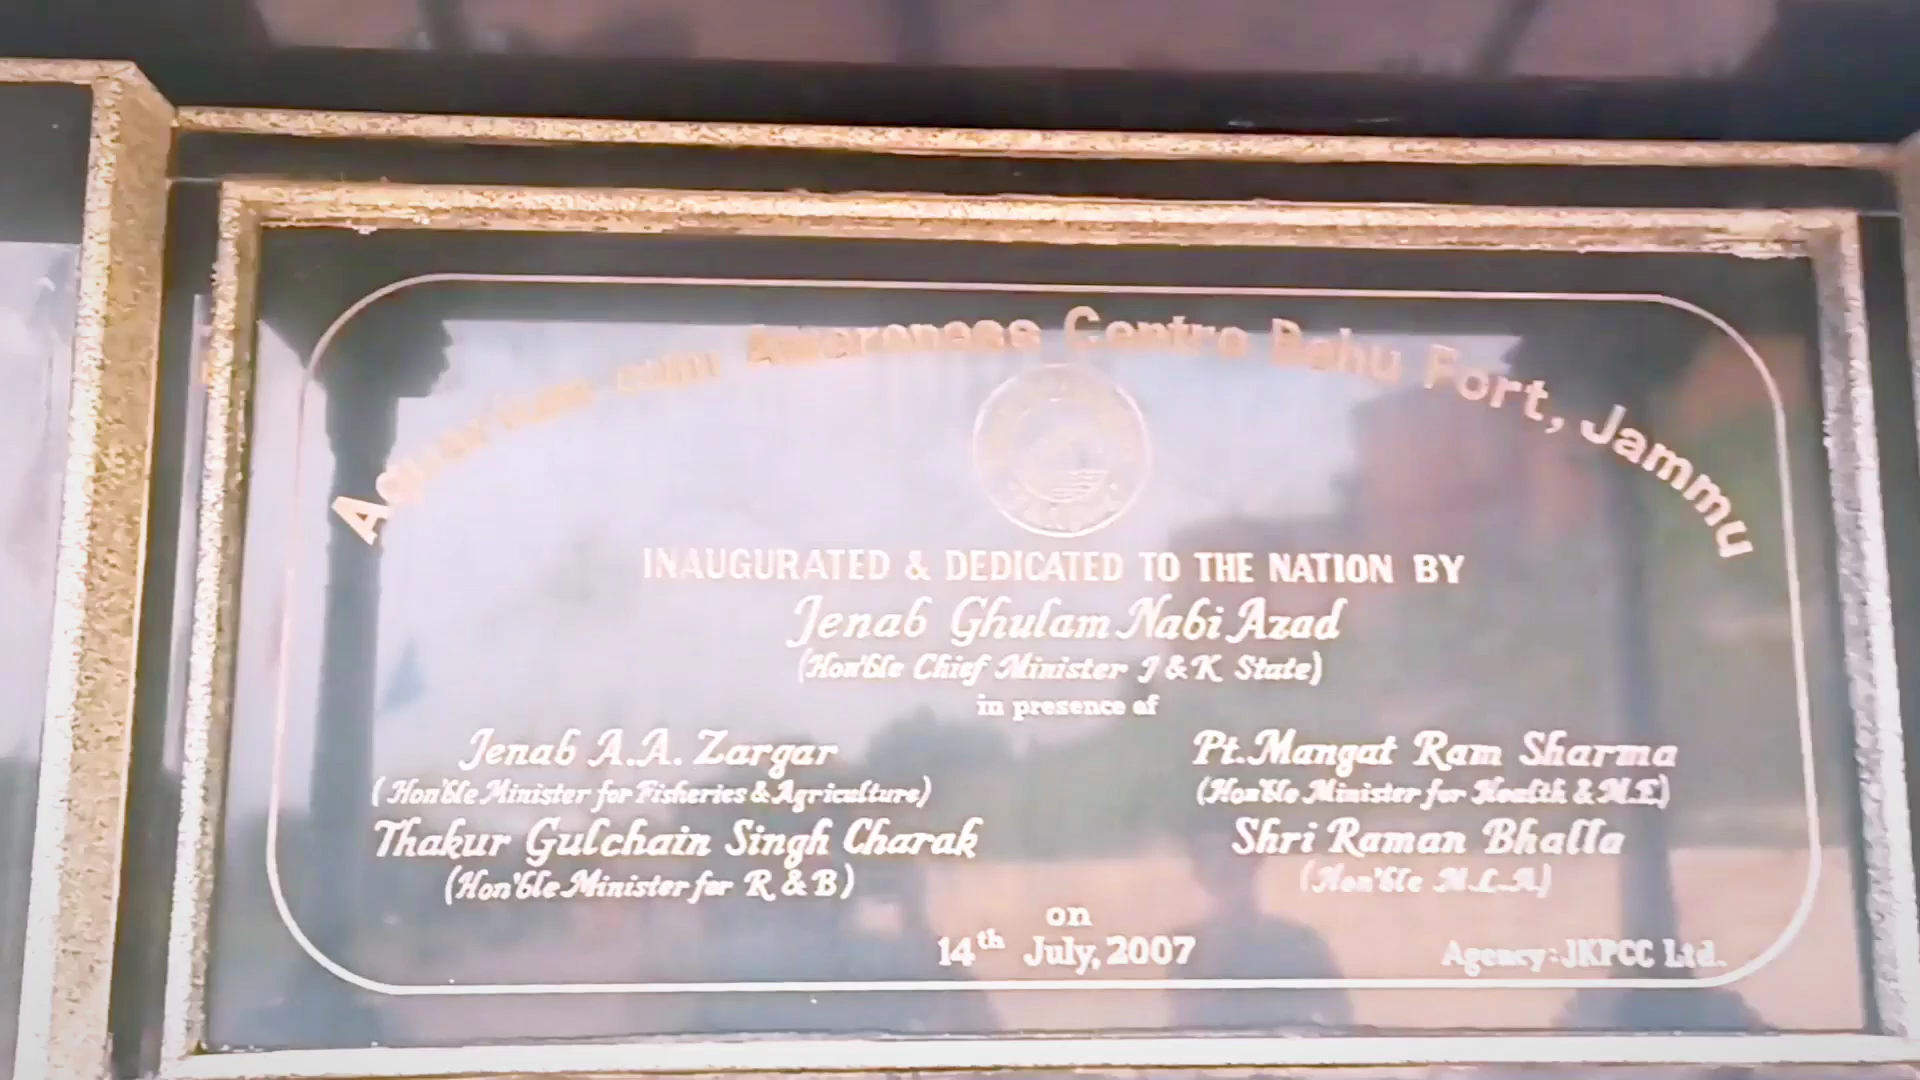 Aquarium cum Awareness Centre Bahu Fort, Jammu
INAUGURATED & DEDICATED TO THE NATION BY
Jenab Ghulam Nabi Azad
(Hon'ble Chief Minister J & K State)
in presence of
Jenab A.A. Zargar
(Hon'ble Minister for Fisheries & Agriculture)
Pt. Mangat Ram Sharma
(Hon'ble Minister for Health & M.E)
Thakur Gulchain Singh Charak
(Hon'ble Minister for R & B)
Shri Raman Bhalla
(Hon'ble M.L.A)
on
14th July, 2007
Agency: JKPCC Ltd.